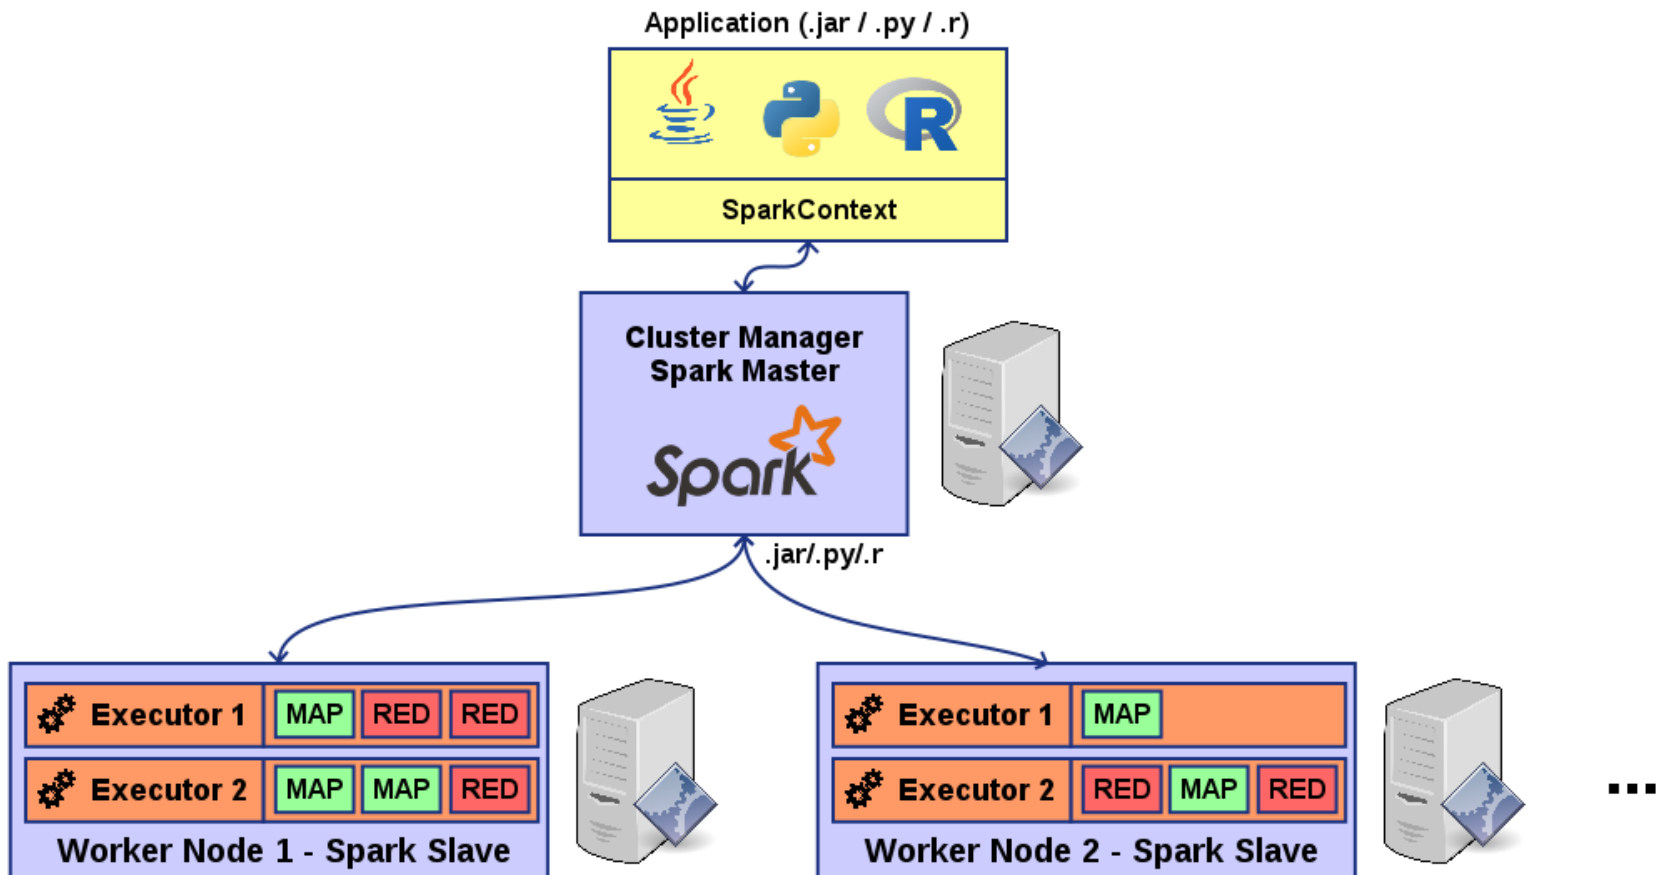 Application (.jar / .py / .r)
R
SparkContext
Cluster Manager
Spark Master
Spark
.jar/.py/.r
Executor 1 MAP RED RED
Executor 2 MAP MAP RED
Worker Node 1 - Spark Slave
Executor 1 MAP
Executor 2 RED MAP RED
Worker Node 2 - Spark Slave
...